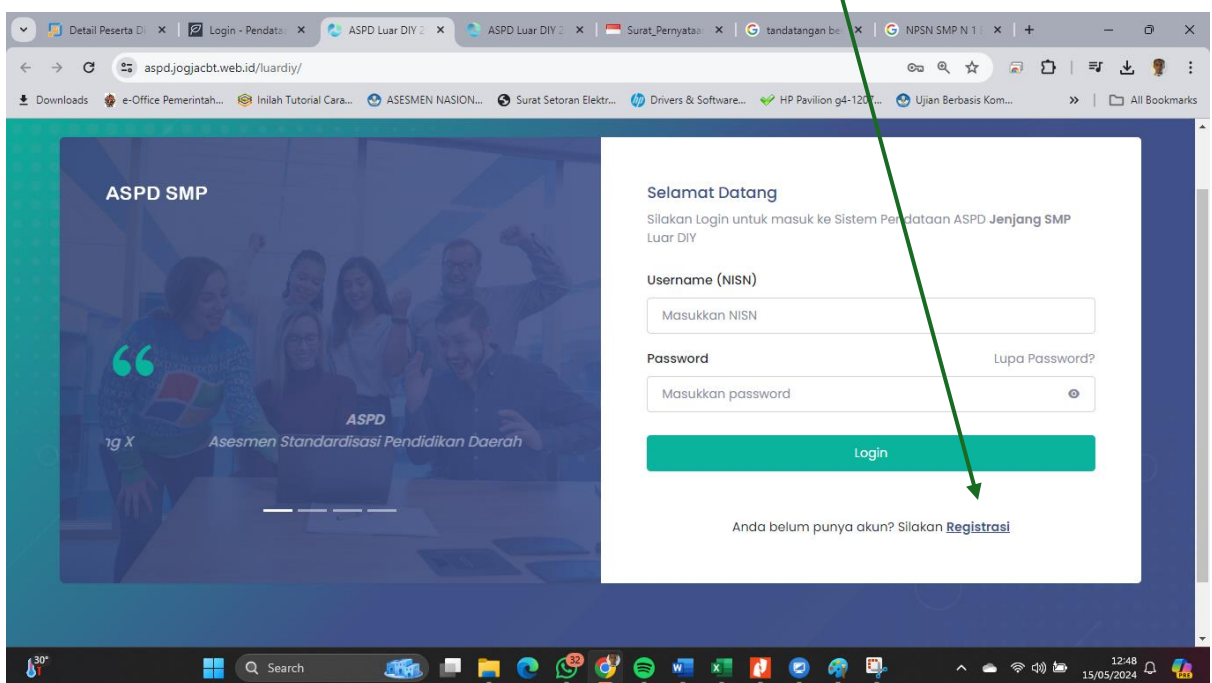 Detail Peserta Di
Login - Pendata
ASPD Luar DIY 2
ASPD Luar DIY 2
Surat_Pernyataa
tandatangan be
NPSN SMP N 1
aspd.jogjacbt.web.id/luardiy/
Downloads
e-Office Pemerintah...
Inilah Tutorial Cara...
ASESMEN NASION...
Surat Setoran Elektr...
Drivers & Software...
HP Pavilion g4-1207...
Ujian Berbasis Kom...
All Bookmarks
ASPD SMP
ASPD
ng X
Asesmen Standardisasi Pendidikan Daerah
Selamat Datang
Silakan Login untuk masuk ke Sistem Pendataan ASPD Jenjang SMP
Luar DIY
Username (NISN)
Masukkan NISN
Password
Lupa Password?
Masukkan password
Login
Anda belum punya akun? Silakan Registrasi
30°
Search
32
12:48
15/05/2024
PRE